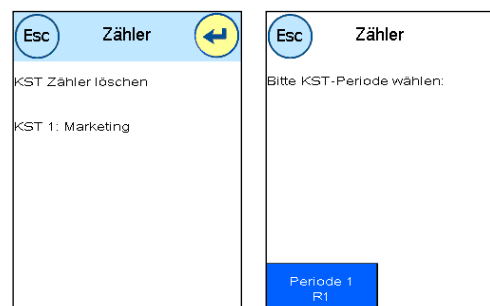 Esc Zähler
KST Zähler löschen
KST 1: Marketing
Esc Zähler
Bitte KST-Periode wählen:
Periode 1
R1